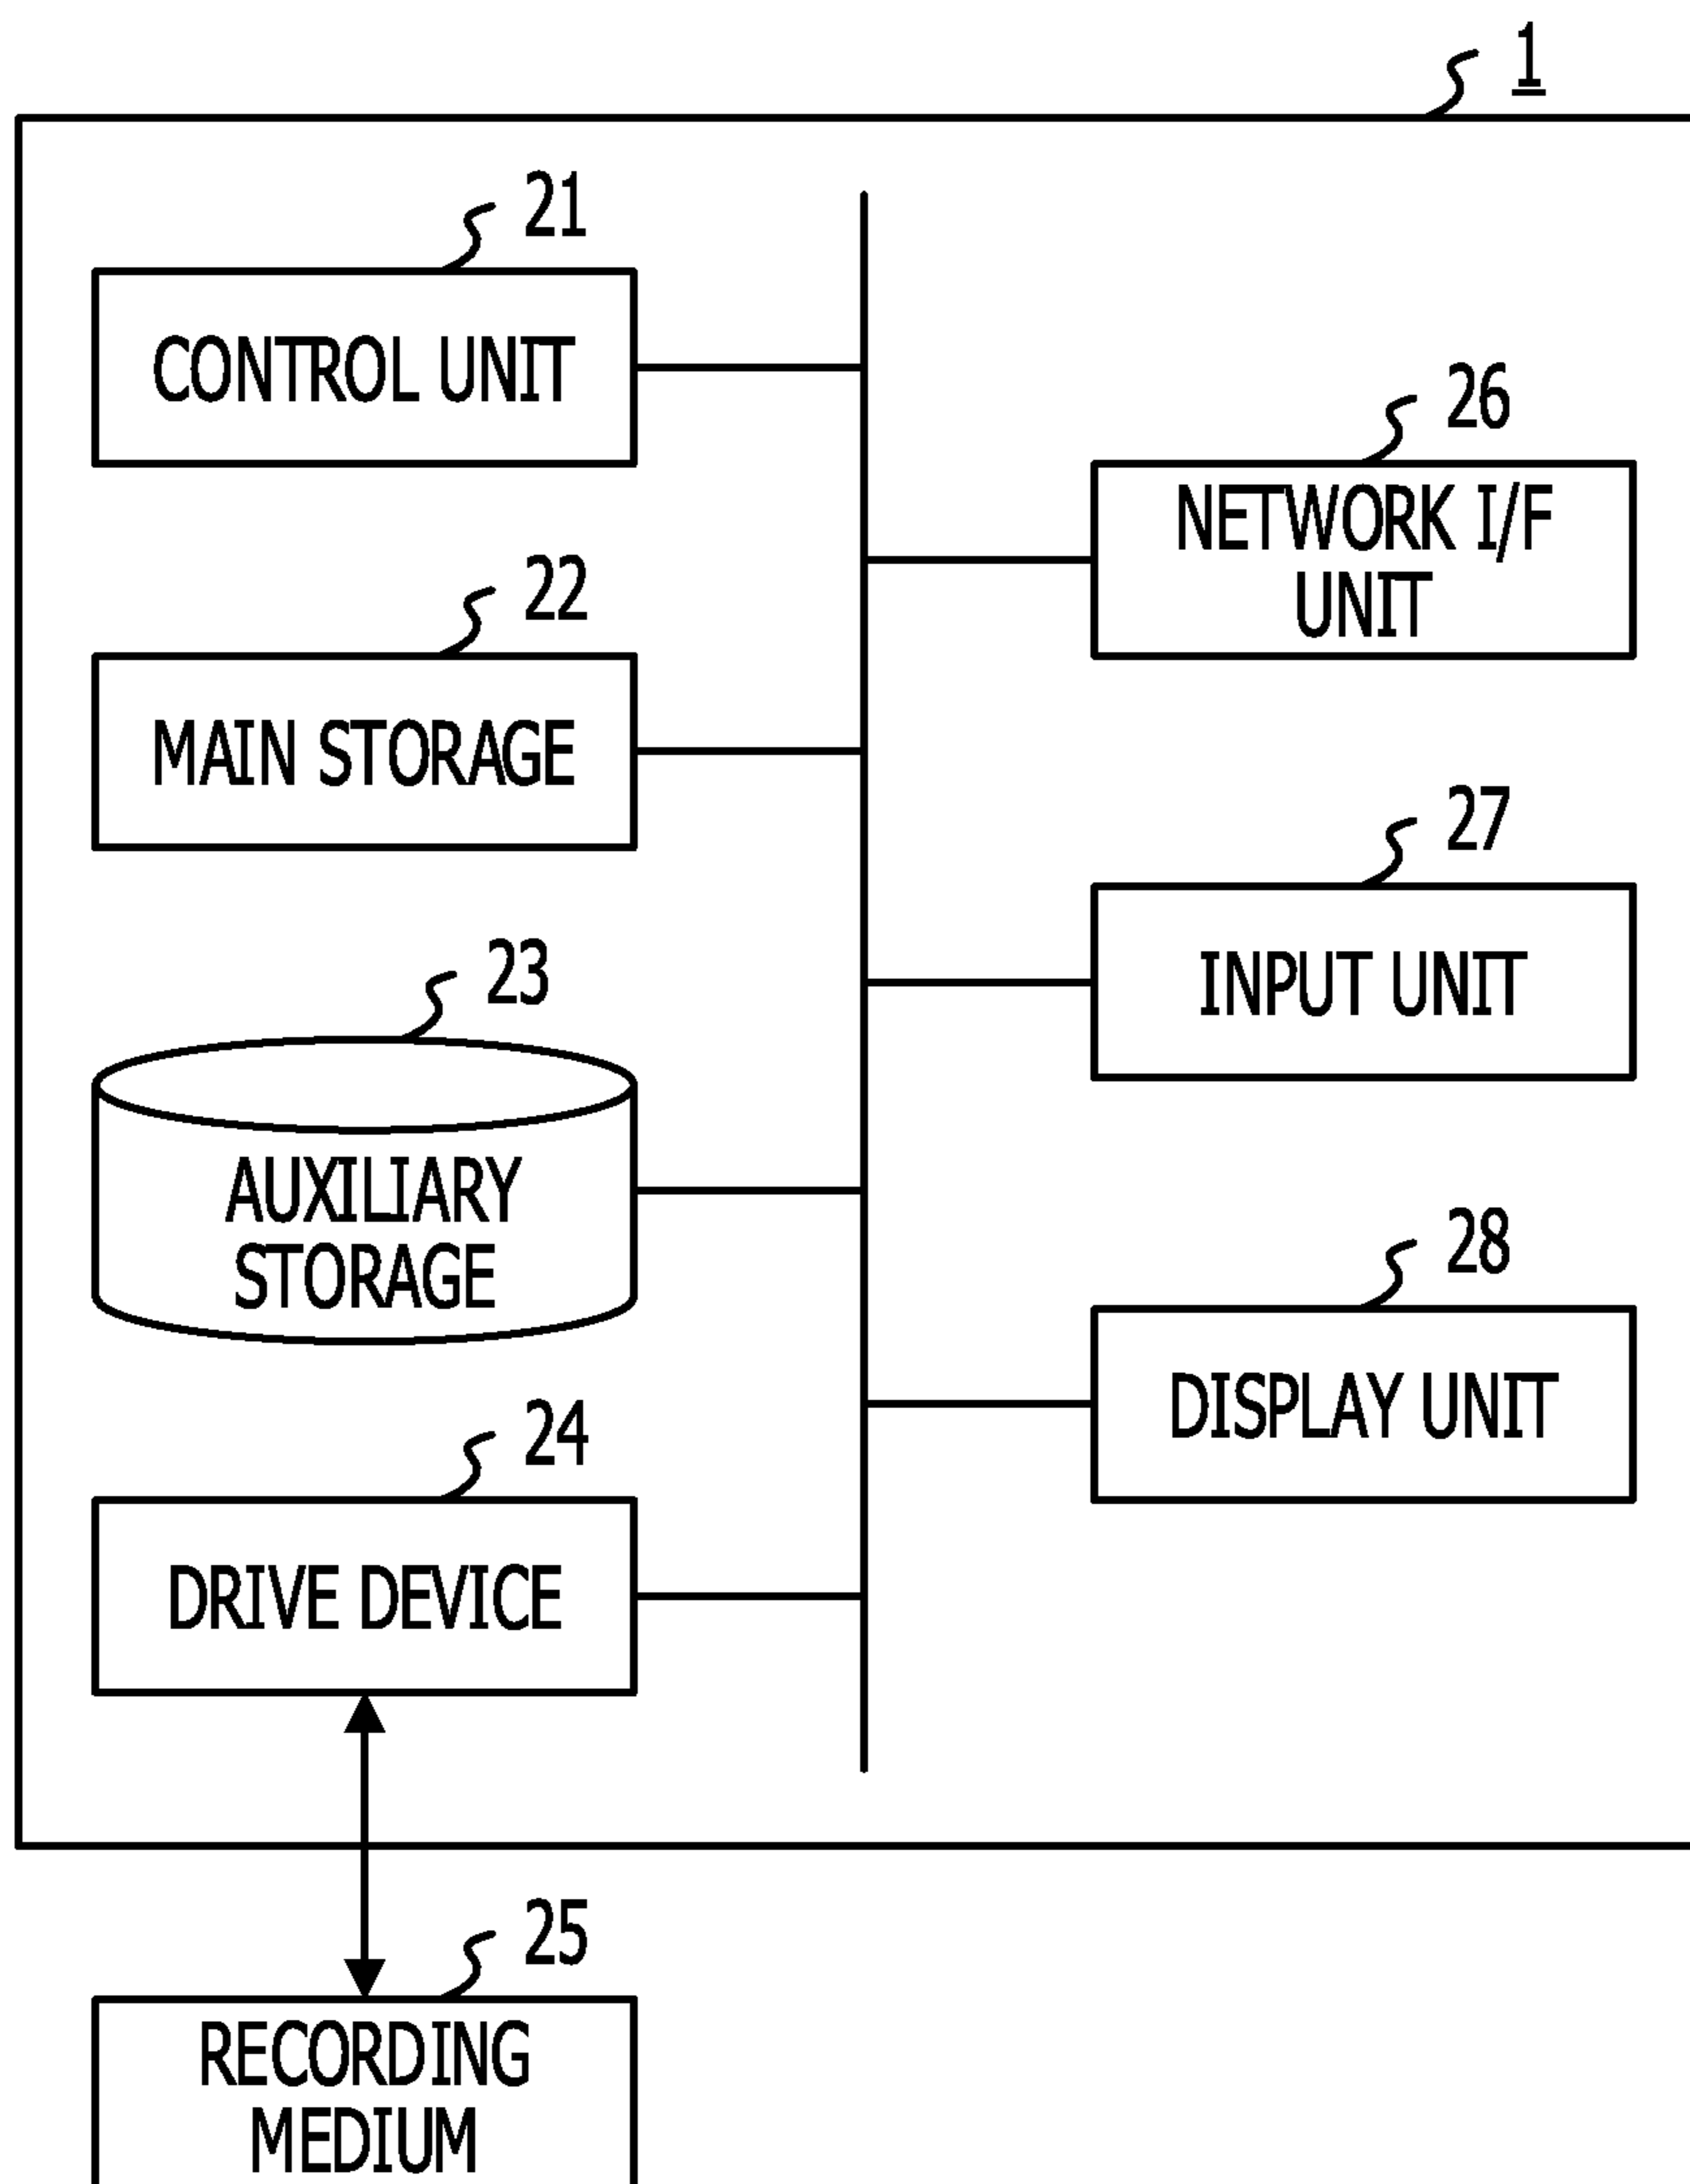 1
21
CONTROL UNIT
22
MAIN STORAGE
23
AUXILIARY
STORAGE
24
DRIVE DEVICE
25
RECORDING
MEDIUM
26
NETWORK I/F
UNIT
27
INPUT UNIT
28
DISPLAY UNIT